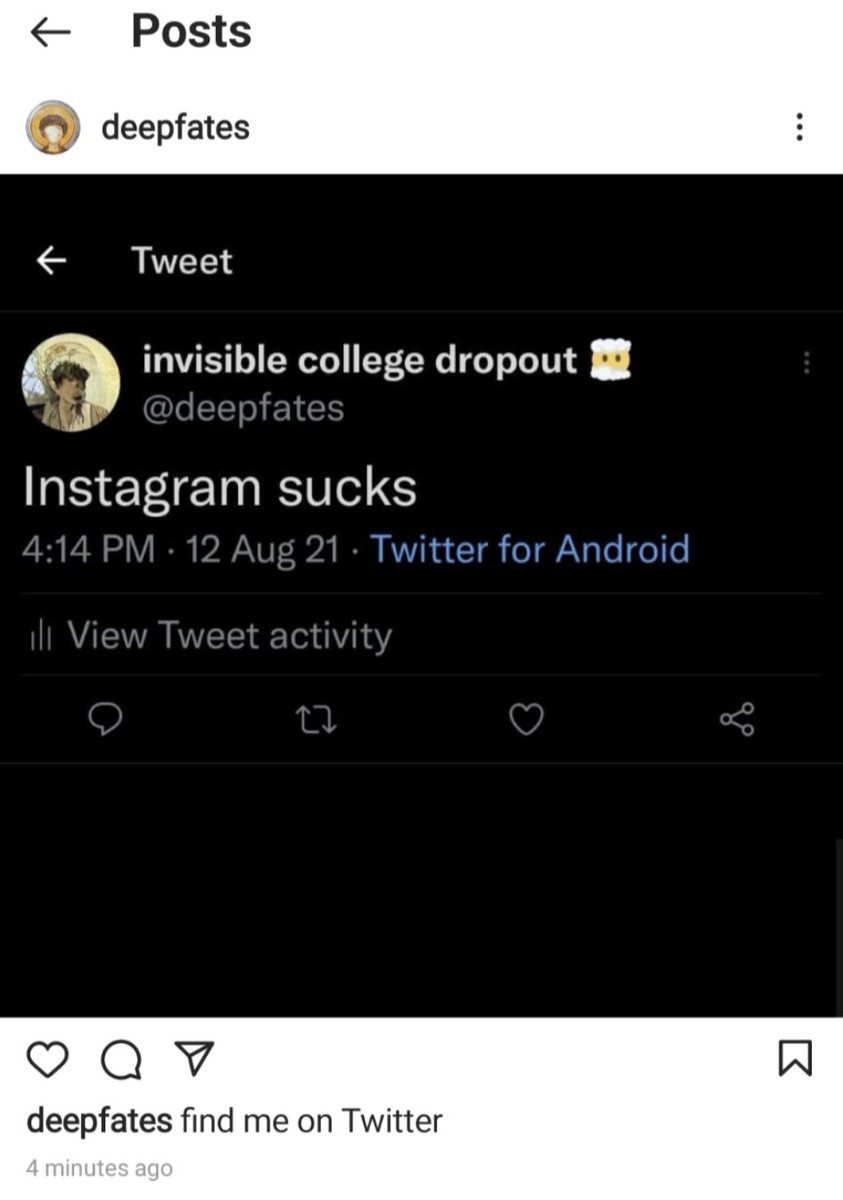 Posts
deepfates
Tweet
invisible college dropout 😶‍🌫️
@deepfates
Instagram sucks
4:14 PM · 12 Aug 21 · Twitter for Android
View Tweet activity
deepfates find me on Twitter
4 minutes ago